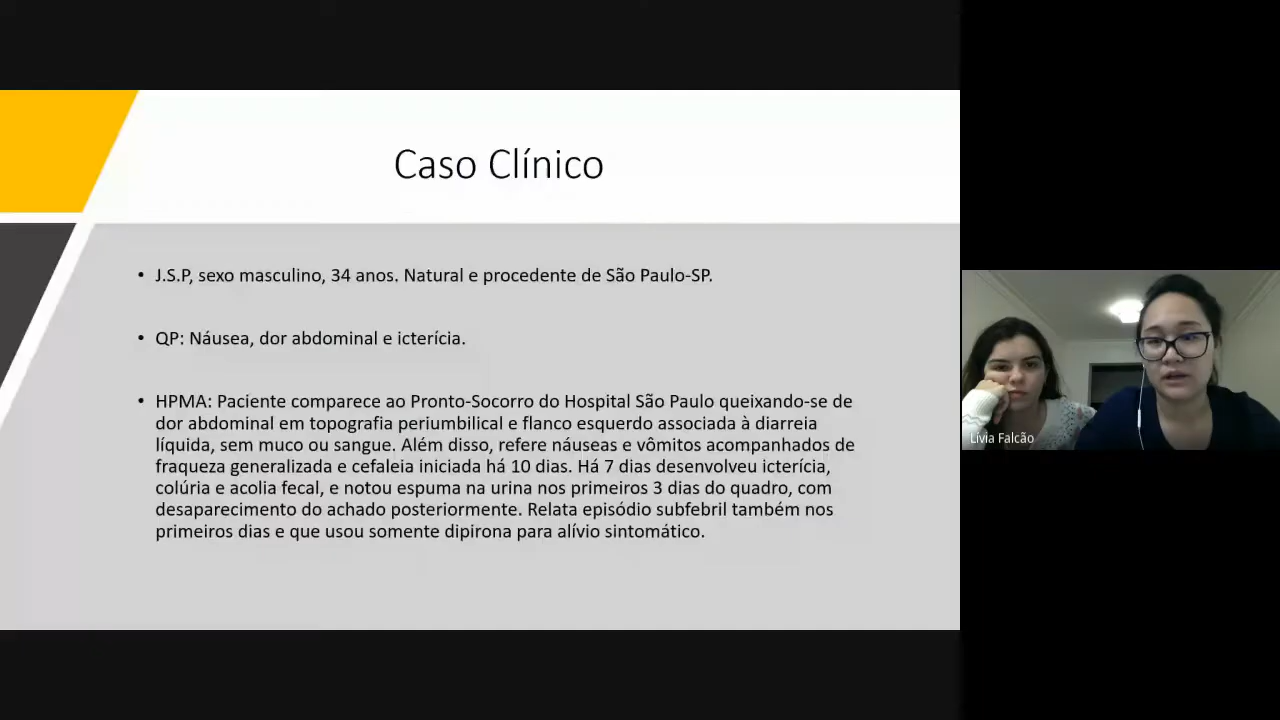 Caso Clínico
• J.S.P, sexo masculino, 34 anos. Natural e procedente de São Paulo-SP.
• QP: Náusea, dor abdominal e icterícia.
• HPMA: Paciente comparece ao Pronto-Socorro do Hospital São Paulo queixando-se de
dor abdominal em topografia periumbilical e flanco esquerdo associada à diarreia
líquida, sem muco ou sangue. Além disso, refere náuseas e vômitos acompanhados de
fraqueza generalizada e cefaleia iniciada há 10 dias. Há 7 dias desenvolveu icterícia,
colúria e acolia fecal, e notou espuma na urina nos primeiros 3 dias do quadro, com
desaparecimento do achado posteriormente. Relata episódio subfebril também nos
primeiros dias e que usou somente dipirona para alívio sintomático.
Lívia Falcão